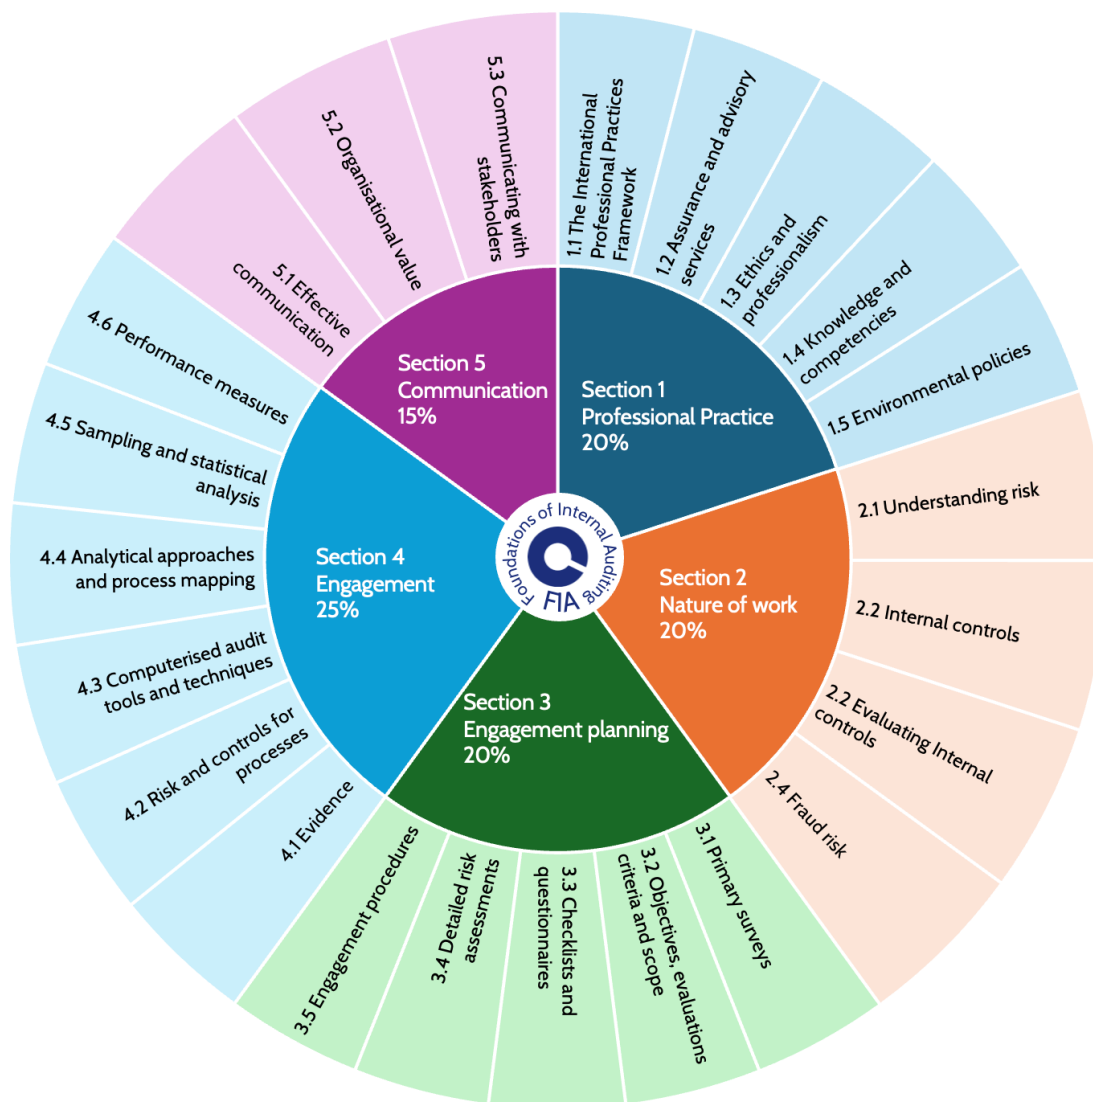 Section 1
Professional Practice
20%
1.1 The International
Professional Practices
Framework
1.2 Assurance and advisory
services
1.3 Ethics and
professionalism
1.4 Knowledge and
competencies
1.5 Environmental policies
Section 2
Nature of work
20%
2.1 Understanding risk
2.2 Internal controls
2.2 Evaluating Internal
controls
2.4 Fraud risk
Section 3
Engagement planning
20%
3.1 Primary surveys
3.2 Objectives, evaluations
criteria and scope
3.3 Checklists and
questionnaires
3.4 Detailed risk
assessments
3.5 Engagement procedures
Section 4
Engagement
25%
4.1 Evidence
4.2 Risk and controls for
processes
4.3 Computerised audit
tools and techniques
4.4 Analytical approaches
and process mapping
4.5 Sampling and statistical
analysis
4.6 Performance measures
Section 5
Communication
15%
5.1 Effective
communication
5.2 Organisational value
5.3 Communicating with
stakeholders
Foundations of Internal Auditing
FIA